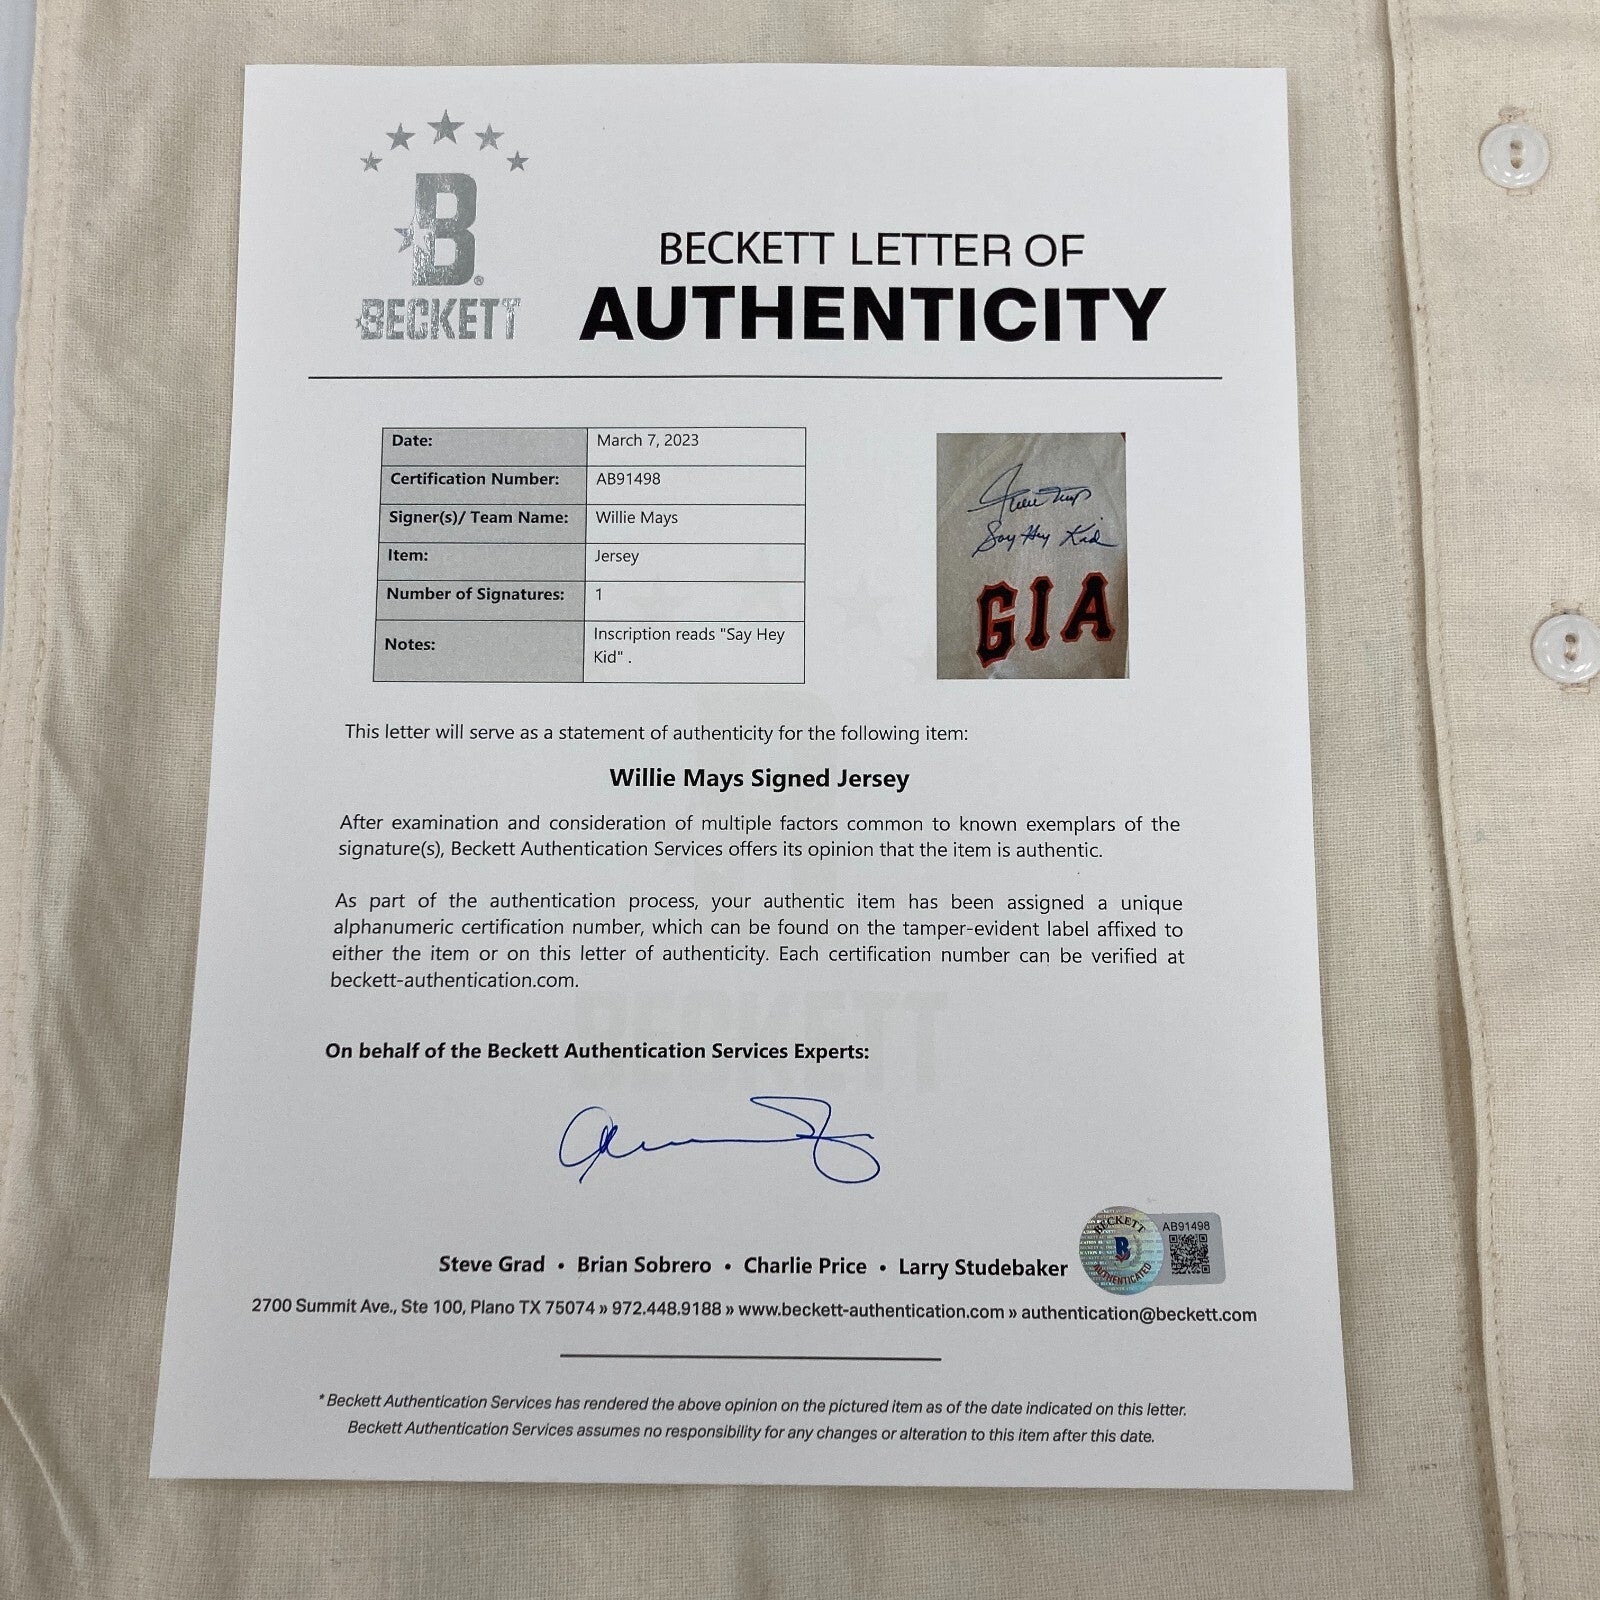 BECKETT
BECKETT LETTER OF
AUTHENTICITY
Date: March 7, 2023
Certification Number: AB91498
Signer(s)/ Team Name: Willie Mays
Item: Jersey
Number of Signatures: 1
Notes: Inscription reads "Say Hey
Kid" .
Willie Mays
Say Hey Kid
GIA
This letter will serve as a statement of authenticity for the following item:
Willie Mays Signed Jersey
After examination and consideration of multiple factors common to known exemplars of the
signature(s), Beckett Authentication Services offers its opinion that the item is authentic.
As part of the authentication process, your authentic item has been assigned a unique
alphanumeric certification number, which can be found on the tamper-evident label affixed to
either the item or on this letter of authenticity. Each certification number can be verified at
beckett-authentication.com.
On behalf of the Beckett Authentication Services Experts:
Steve Grad • Brian Sobrero • Charlie Price • Larry Studebaker
BECKETT
B
AUTHENTICATED
AB91498
2700 Summit Ave., Ste 100, Plano TX 75074 » 972.448.9188 » www.beckett-authentication.com » authentication@beckett.com
* Beckett Authentication Services has rendered the above opinion on the pictured item as of the date indicated on this letter.
Beckett Authentication Services assumes no responsibility for any changes or alteration to this item after this date.